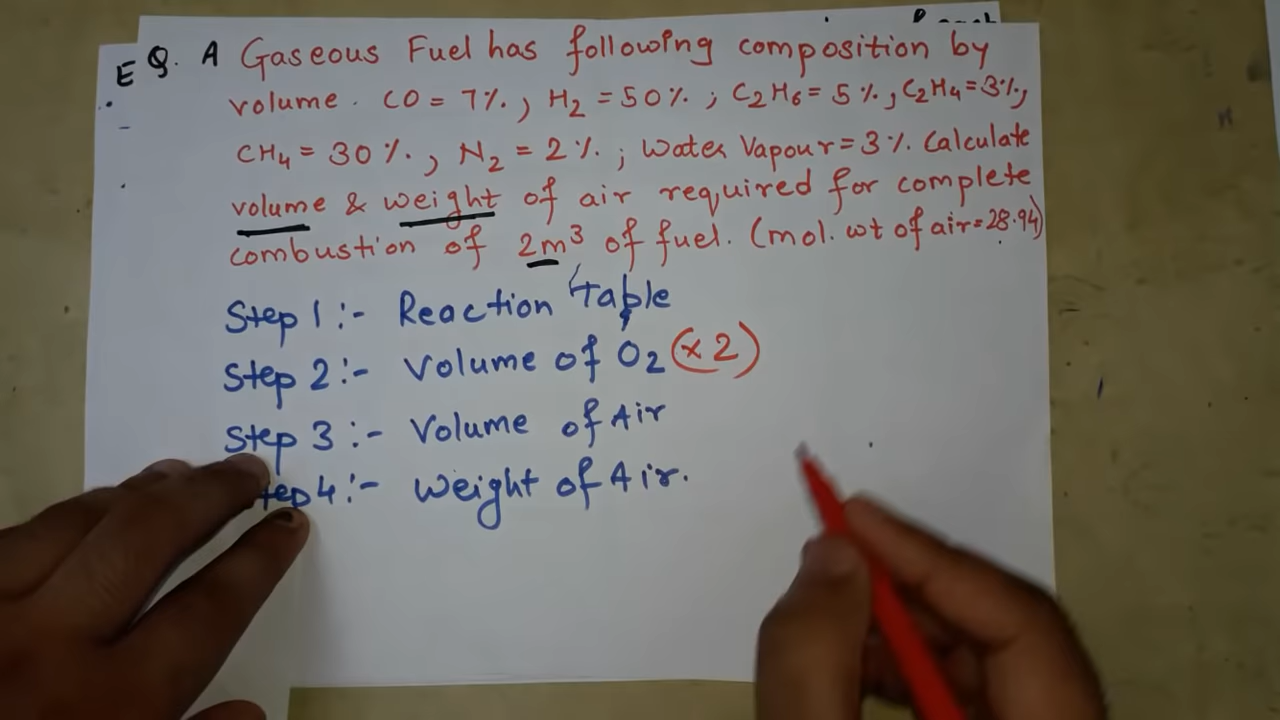 E Q. A Gaseous Fuel has following composition by
volume. CO = 7%, H2 = 50%; C2H6 = 5%, C2H4=3%,
CH4 = 30%, N2 = 2%; Water Vapour = 3%. Calculate
volume & weight of air required for complete
combustion of 2m³ of fuel. (mol. wt of air=28.94)
Step 1:- Reaction Table
Step 2:- Volume of O2 (×2)
Step 3:- Volume of Air
Step 4:- Weight of Air.